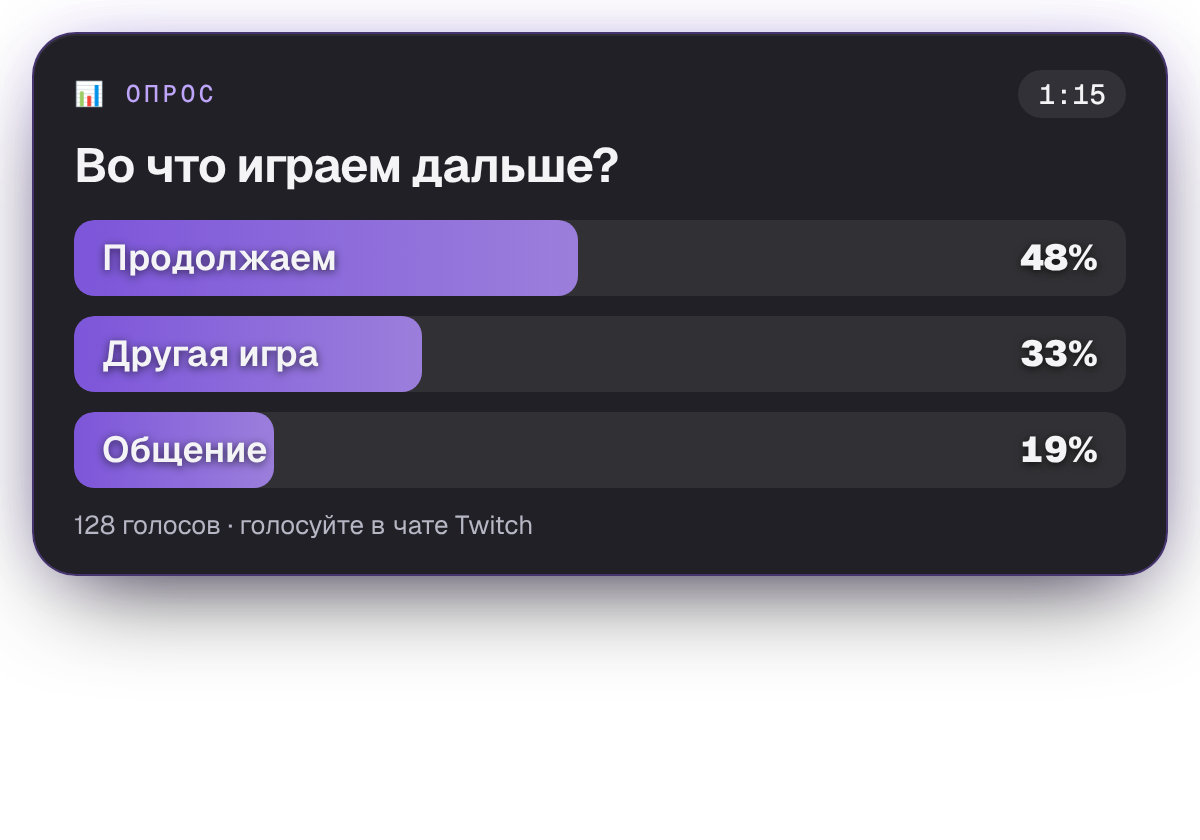 📊 ОПРОС
1:15
Во что играем дальше?
Продолжаем 48%
Другая игра 33%
Общение 19%
128 голосов · голосуйте в чате Twitch